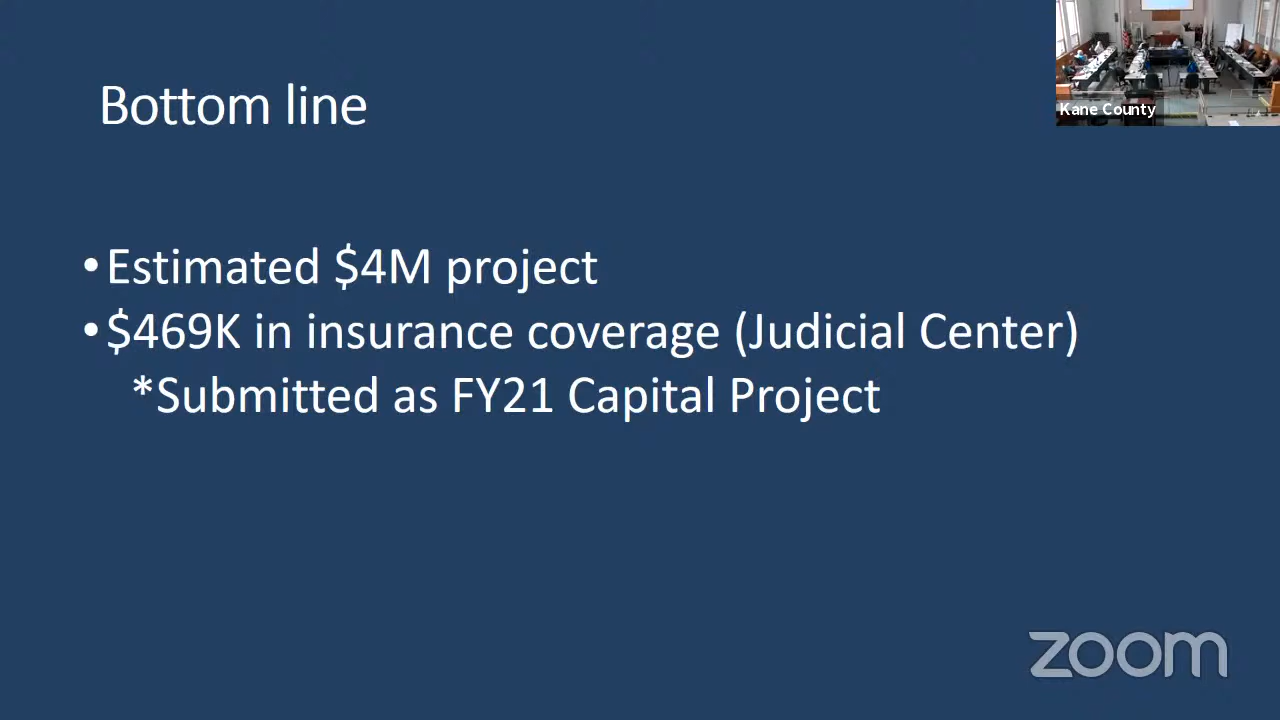 Bottom line
Kane County
•Estimated $4M project
•$469K in insurance coverage (Judicial Center)
*Submitted as FY21 Capital Project
zoom